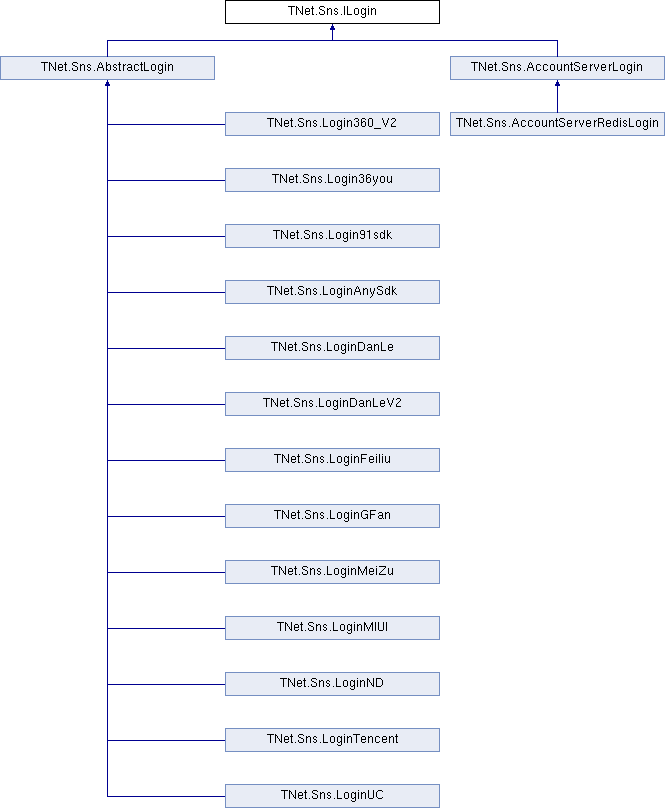 TNet.Sns.ILogin
TNet.Sns.AbstractLogin
TNet.Sns.AccountServerLogin
TNet.Sns.Login360_V2
TNet.Sns.AccountServerRedisLogin
TNet.Sns.Login36you
TNet.Sns.Login91sdk
TNet.Sns.LoginAnySdk
TNet.Sns.LoginDanLe
TNet.Sns.LoginDanLeV2
TNet.Sns.LoginFeiliu
TNet.Sns.LoginGFan
TNet.Sns.LoginMeiZu
TNet.Sns.LoginMIUI
TNet.Sns.LoginND
TNet.Sns.LoginTencent
TNet.Sns.LoginUC